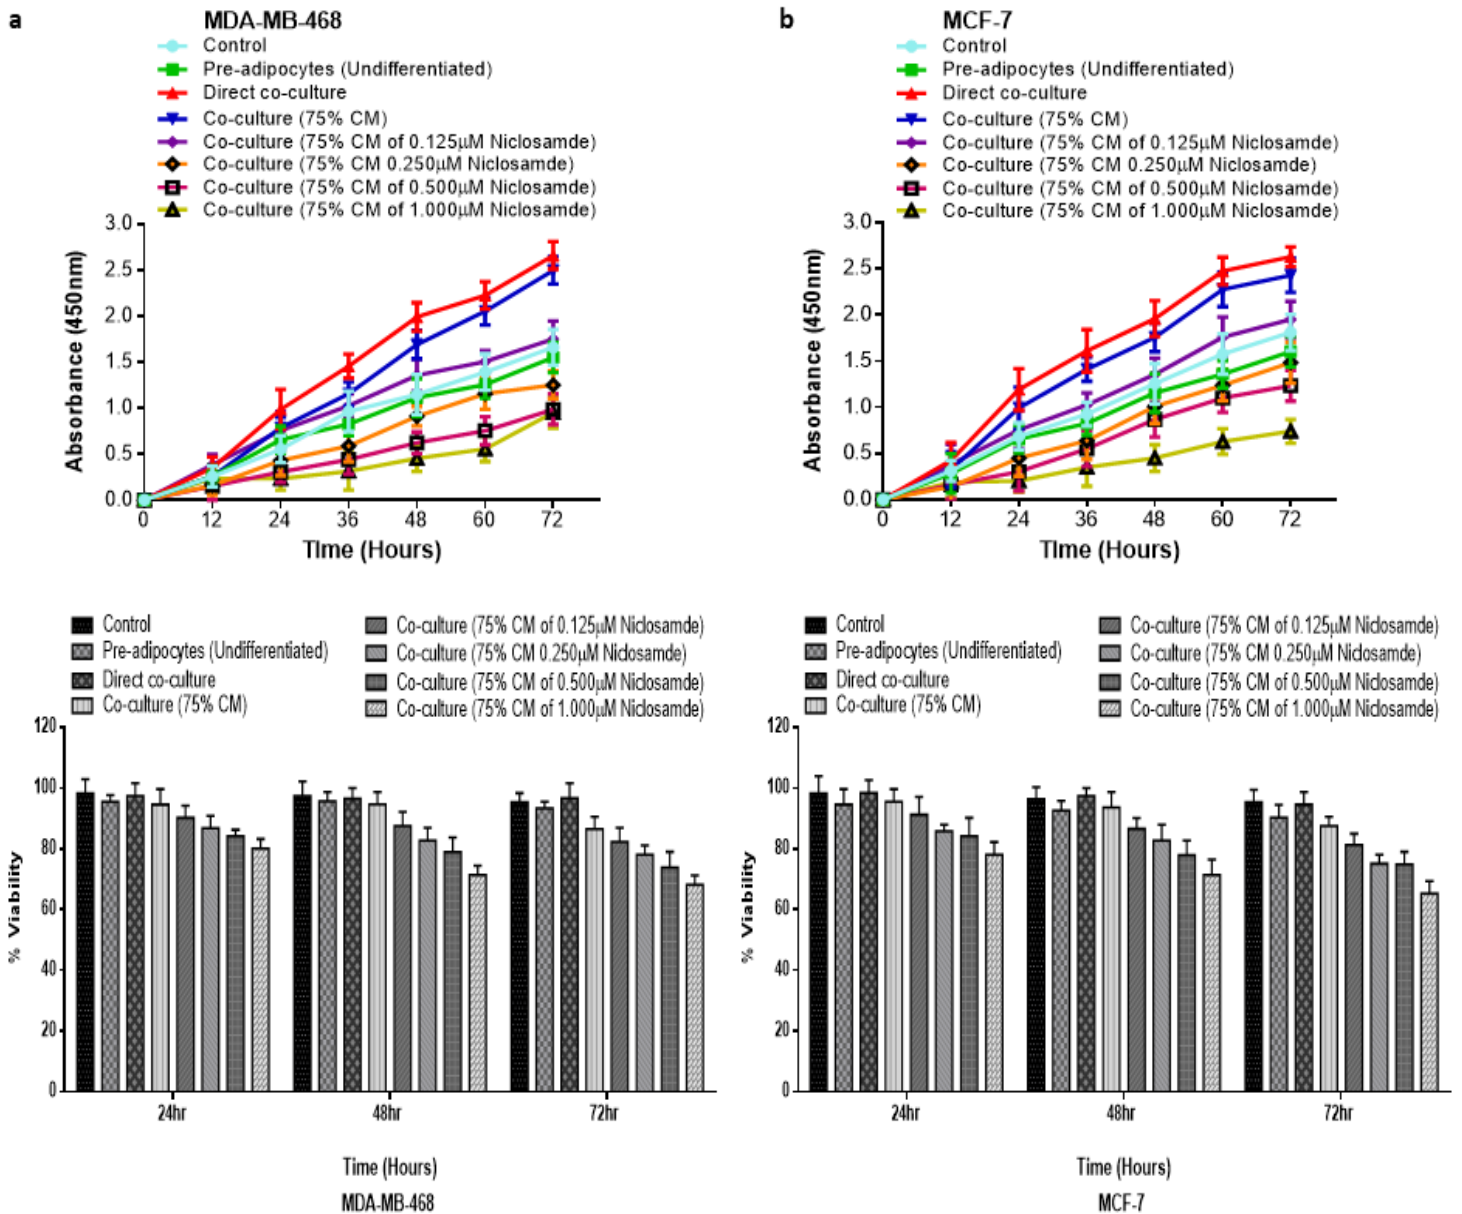 a
MDA-MB-468
Control
Pre-adipocytes (Undifferentiated)
Direct co-culture
Co-culture (75% CM)
Co-culture (75% CM of 0.125μM Niclosamde)
Co-culture (75% CM 0.250μM Niclosamde)
Co-culture (75% CM of 0.500μM Niclosamde)
Co-culture (75% CM of 1.000μM Niclosamde)
3.0
2.5
2.0
1.5
1.0
0.5
0.0
Absorbance (450nm)
0 12 24 36 48 60 72
Time (Hours)
b
MCF-7
Control
Pre-adipocytes (Undifferentiated)
Direct co-culture
Co-culture (75% CM)
Co-culture (75% CM of 0.125μM Niclosamde)
Co-culture (75% CM 0.250μM Niclosamde)
Co-culture (75% CM of 0.500μM Niclosamde)
Co-culture (75% CM of 1.000μM Niclosamde)
3.0
2.5
2.0
1.5
1.0
0.5
0.0
Absorbance (450nm)
0 12 24 36 48 60 72
Time (Hours)
Control
Pre-adipocytes (Undifferentiated)
Direct co-culture
Co-culture (75% CM)
Co-culture (75% CM of 0.125μM Niclosamde)
Co-culture (75% CM 0.250μM Niclosamde)
Co-culture (75% CM of 0.500μM Niclosamde)
Co-culture (75% CM of 1.000μM Niclosamde)
120
100
80
60
40
20
0
% Viability
24hr 48hr 72hr
Time (Hours)
MDA-MB-468
Control
Pre-adipocytes (Undifferentiated)
Direct co-culture
Co-culture (75% CM)
Co-culture (75% CM of 0.125μM Niclosamde)
Co-culture (75% CM 0.250μM Niclosamde)
Co-culture (75% CM of 0.500μM Niclosamde)
Co-culture (75% CM of 1.000μM Niclosamde)
120
100
80
60
40
20
0
% Viability
24hr 48hr 72hr
Time (Hours)
MCF-7